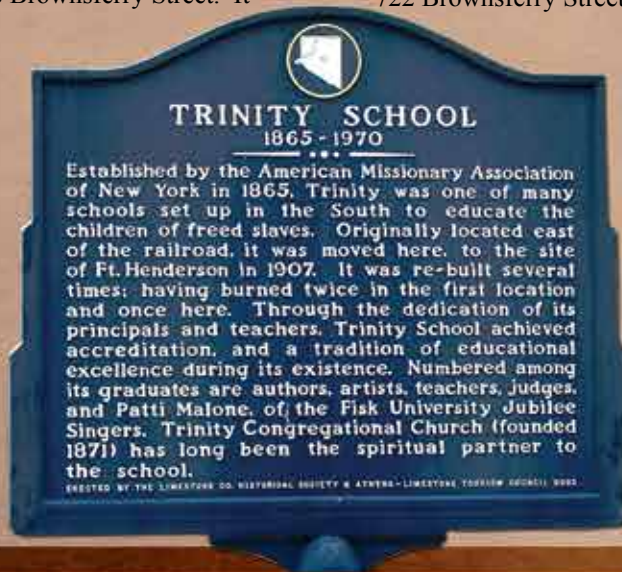 Brownsferry Street. It
722 Brownsferry Street
TRINITY SCHOOL
1865-1970
Established by the American Missionary Association
of New York in 1865, Trinity was one of many
schools set up in the South to educate the
children of freed slaves. Originally located east
of the railroad, it was moved here, to the site
of Ft. Henderson in 1907. It was re-built several
times; having burned twice in the first location
and once here. Through the dedication of its
principals and teachers, Trinity School achieved
accreditation, and a tradition of educational
excellence during its existence. Numbered among
its graduates are authors, artists, teachers, judges,
and Patti Malone, of the Fisk University Jubilee
Singers. Trinity Congregational Church (founded
1871) has long been the spiritual partner to
the school.
ERECTED BY THE LIMESTONE CO. HISTORICAL SOCIETY & ATHENS-LIMESTONE TOURISM COUNCIL